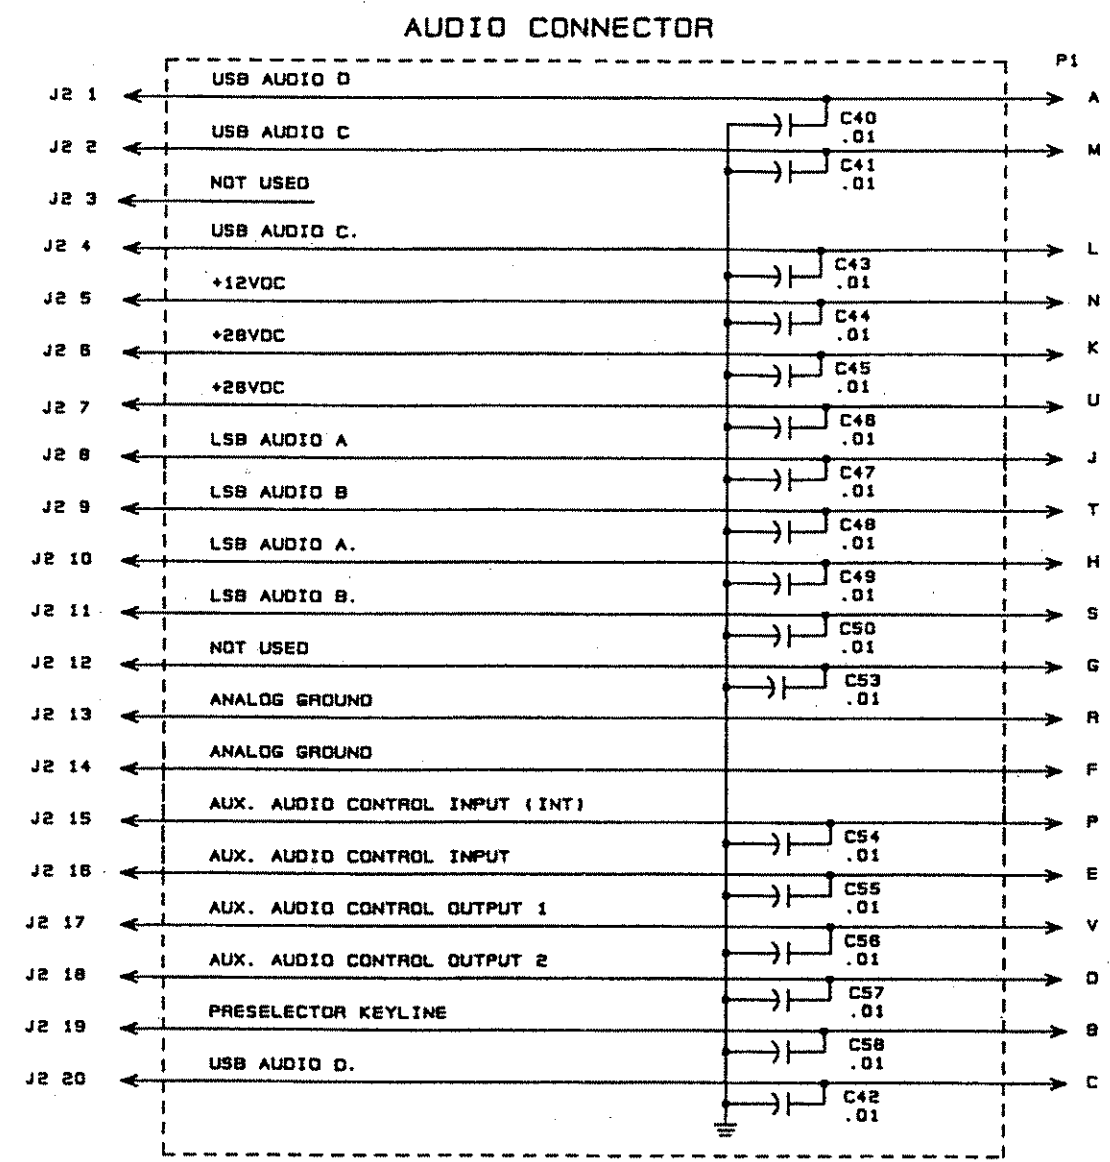 AUDIO CONNECTOR
P1
USB AUDIO D
J2 1
A
C40
.01
USB AUDIO C
J2 2
M
C41
.01
NOT USED
J2 3
USB AUDIO C.
J2 4
L
C43
.01
+12VDC
J2 5
N
C44
.01
+28VDC
J2 6
K
C45
.01
+28VDC
J2 7
U
C46
.01
LSB AUDIO A
J2 8
J
C47
.01
LSB AUDIO B
J2 9
T
C48
.01
LSB AUDIO A.
J2 10
H
C49
.01
LSB AUDIO B.
J2 11
S
C50
.01
NOT USED
J2 12
G
C53
.01
ANALOG GROUND
J2 13
R
ANALOG GROUND
J2 14
F
AUX. AUDIO CONTROL INPUT (INT)
J2 15
P
C54
.01
AUX. AUDIO CONTROL INPUT
J2 16
E
C55
.01
AUX. AUDIO CONTROL OUTPUT 1
J2 17
V
C56
.01
AUX. AUDIO CONTROL OUTPUT 2
J2 18
D
C57
.01
PRESELECTOR KEYLINE
J2 19
B
C58
.01
USB AUDIO D.
J2 20
C
C42
.01